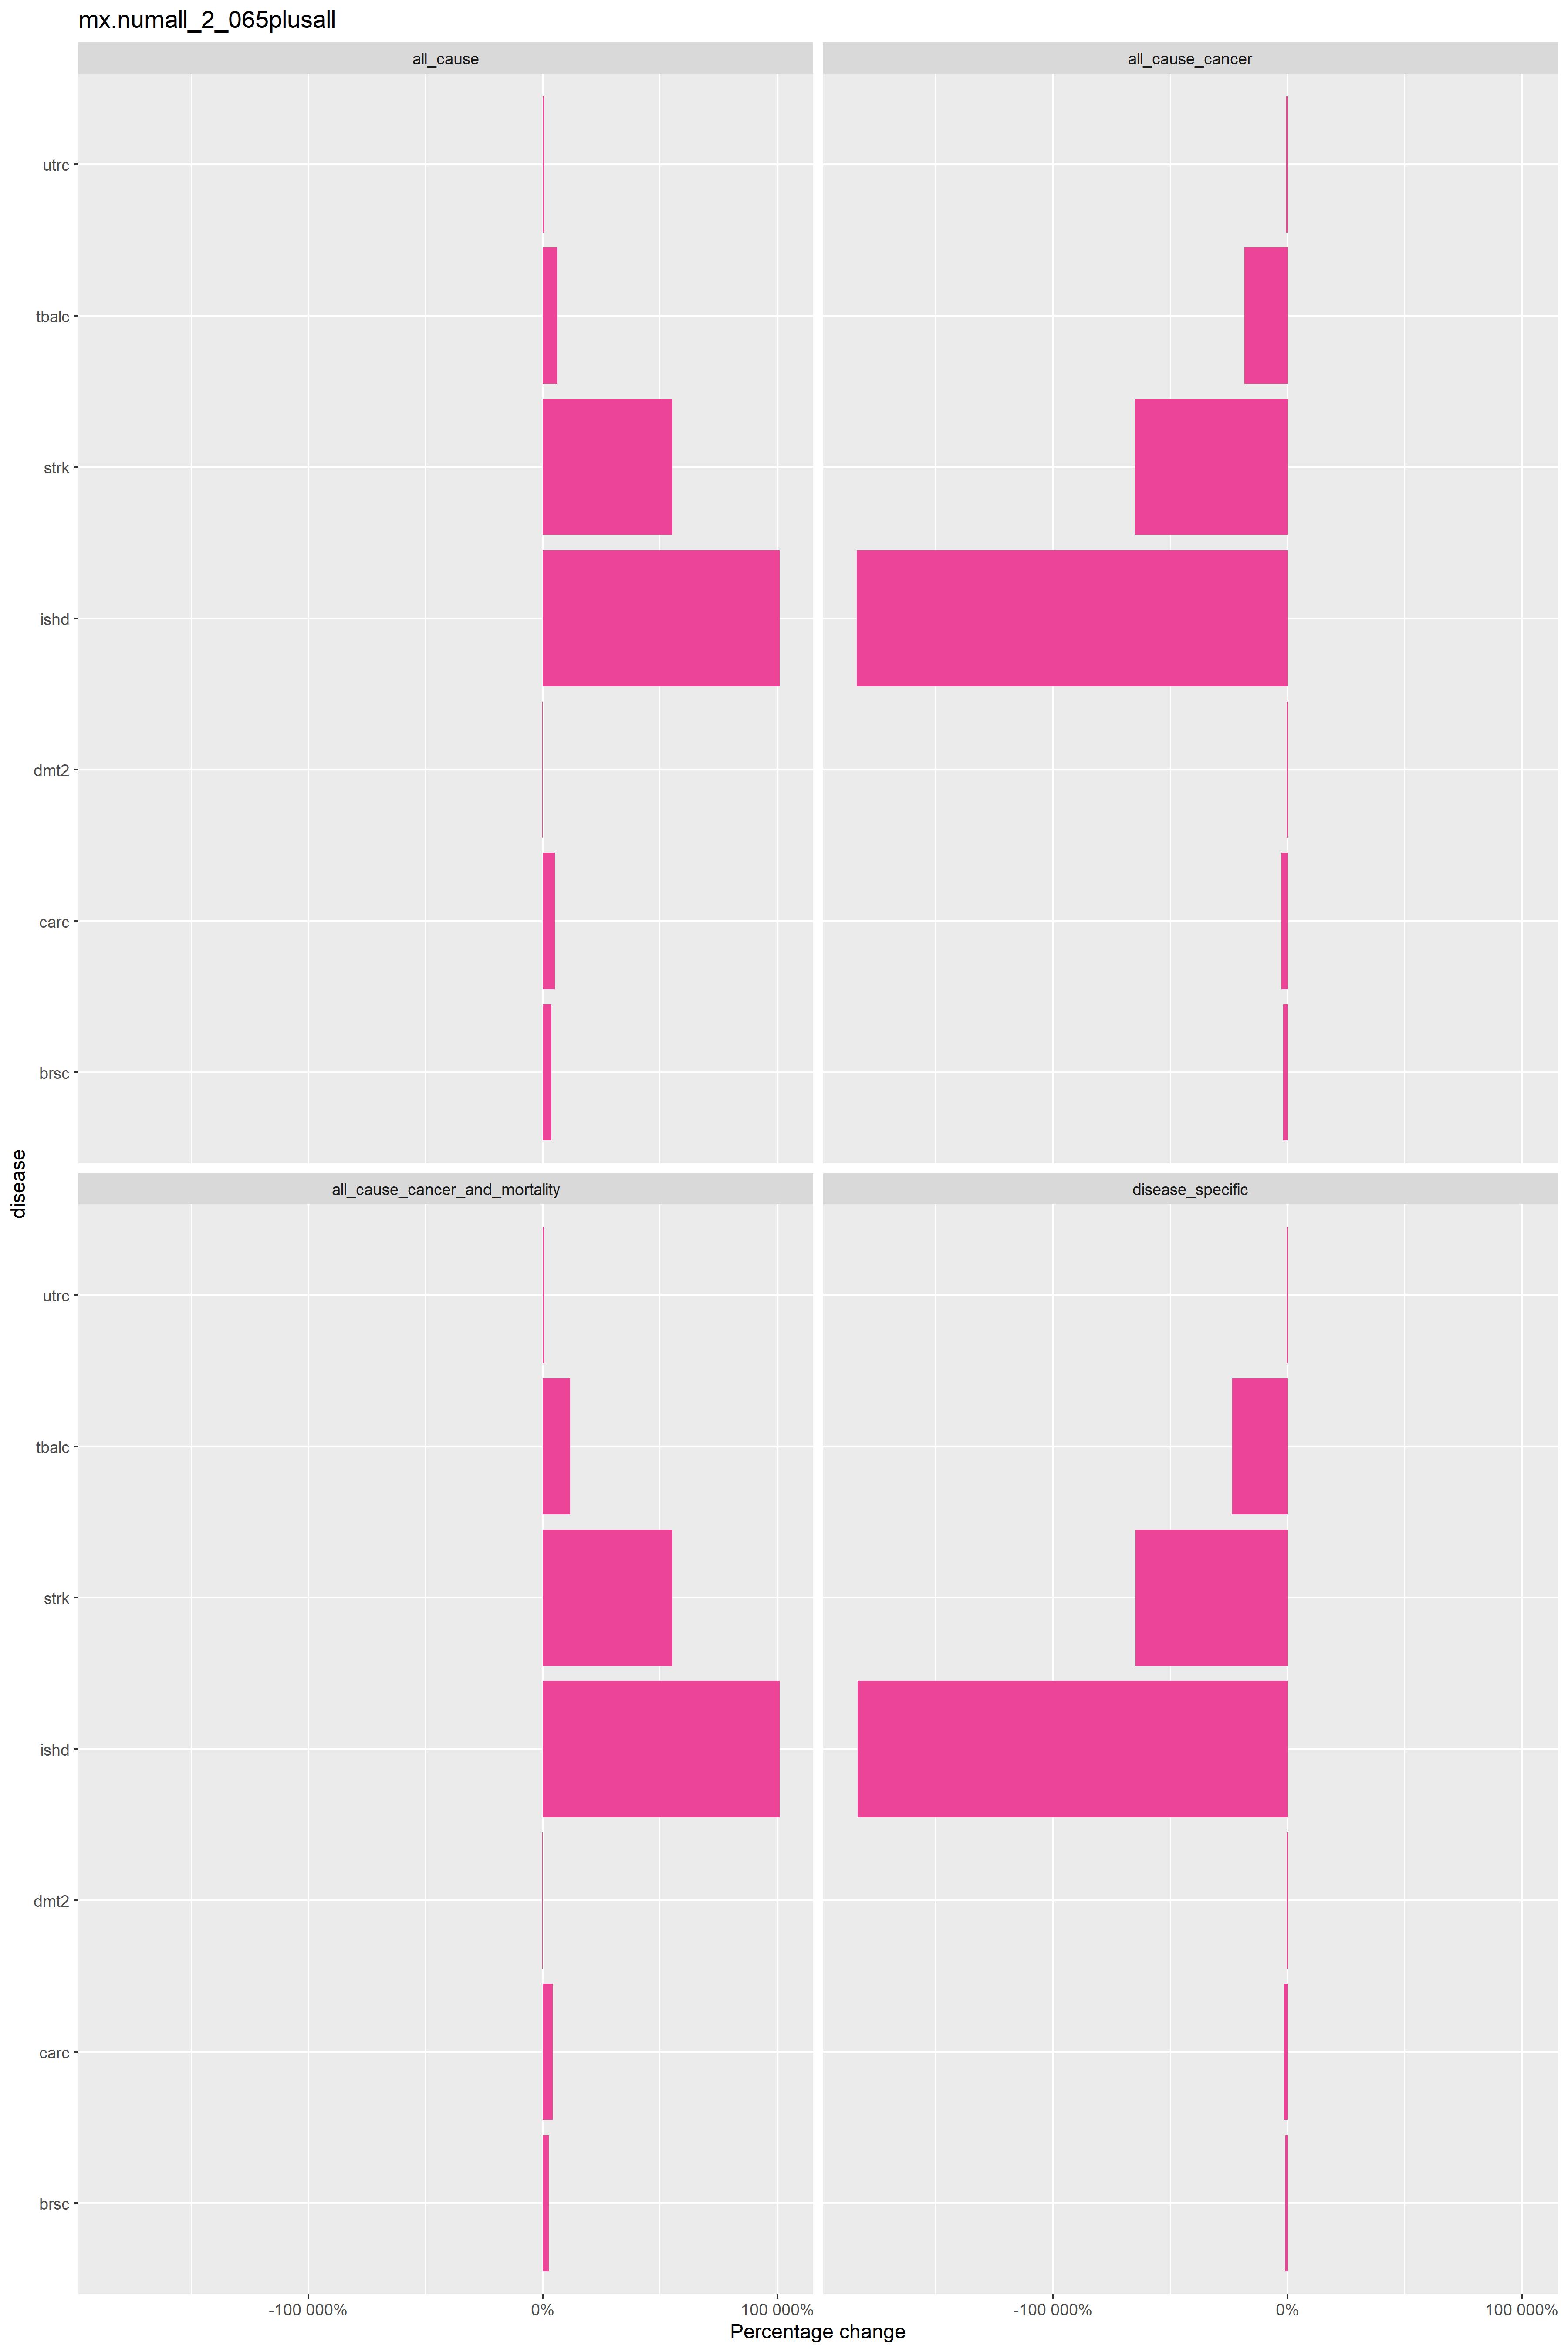 mx.numall_2_065plusall
all_cause
all_cause_cancer
utrc
tbalc
strk
ishd
dmt2
carc
brsc
disease
all_cause_cancer_and_mortality
disease_specific
utrc
tbalc
strk
ishd
dmt2
carc
brsc
-100 000%
0%
100 000%
-100 000%
0%
100 000%
Percentage change